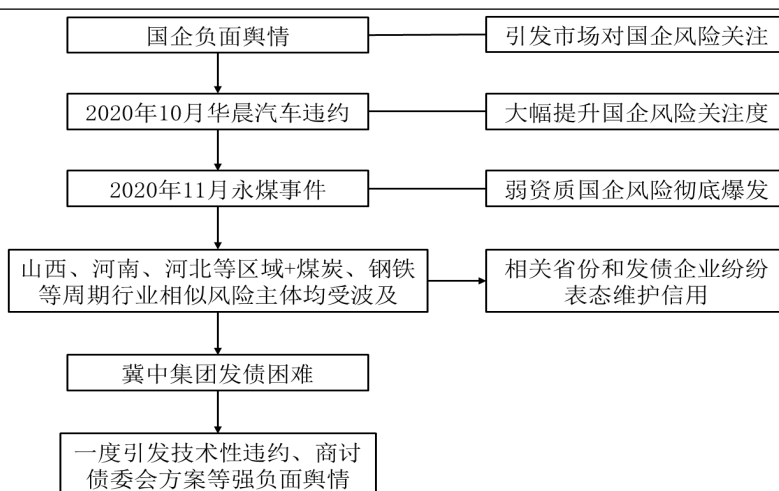 国企负面舆情
引发市场对国企风险关注
2020年10月华晨汽车违约
大幅提升国企风险关注度
2020年11月永煤事件
弱资质国企风险彻底爆发
山西、河南、河北等区域+煤炭、钢铁
等周期行业相似风险主体均受波及
相关省份和发债企业纷纷
表态维护信用
冀中集团发债困难
一度引发技术性违约、商讨
债委会方案等强负面舆情